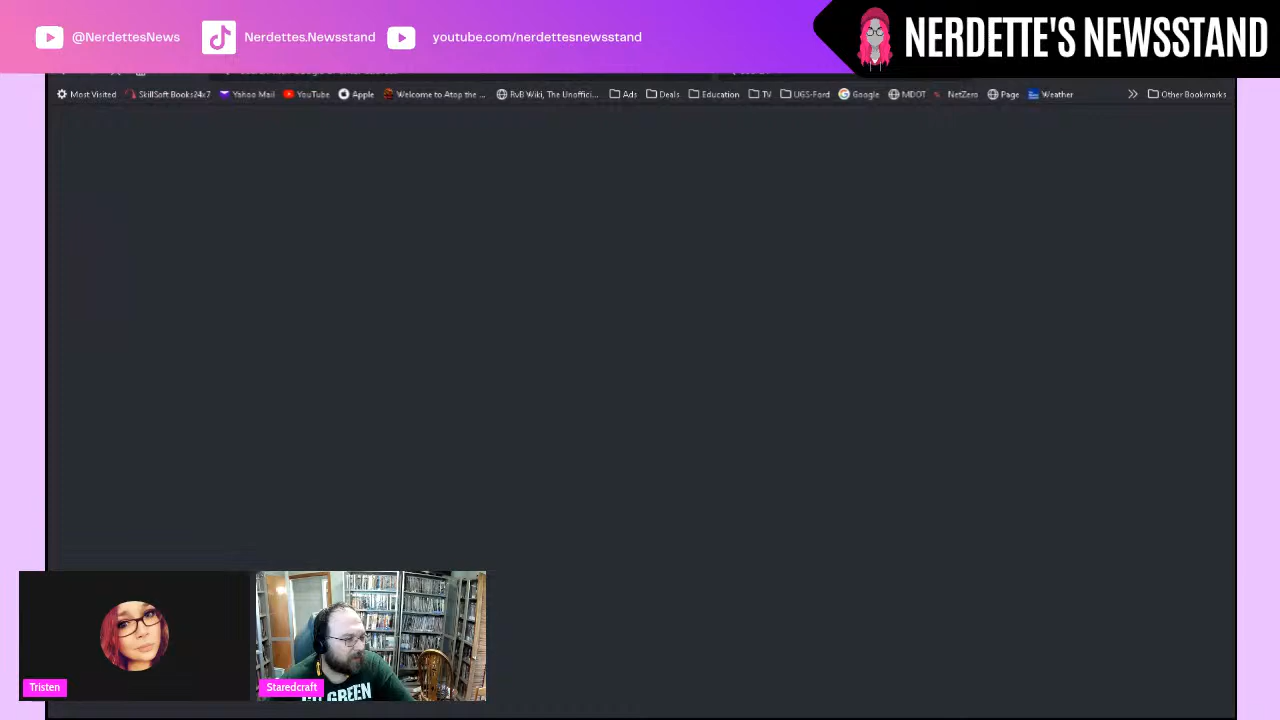 @NerdettesNews
Nerdettes.Newsstand
youtube.com/nerdettesnewsstand
NERDETTE'S NEWSSTAND
Most Visited
SkillSoft Books24x7
Yahoo Mail
YouTube
Apple
Welcome to Atop the ...
RvB Wiki, The Unoffici...
Ads
Deals
Education
TV
UGS-Ford
Google
MDOT
NetZero
Page
Weather
Other Bookmarks
GO GREEN
Tristen
Staredcraft